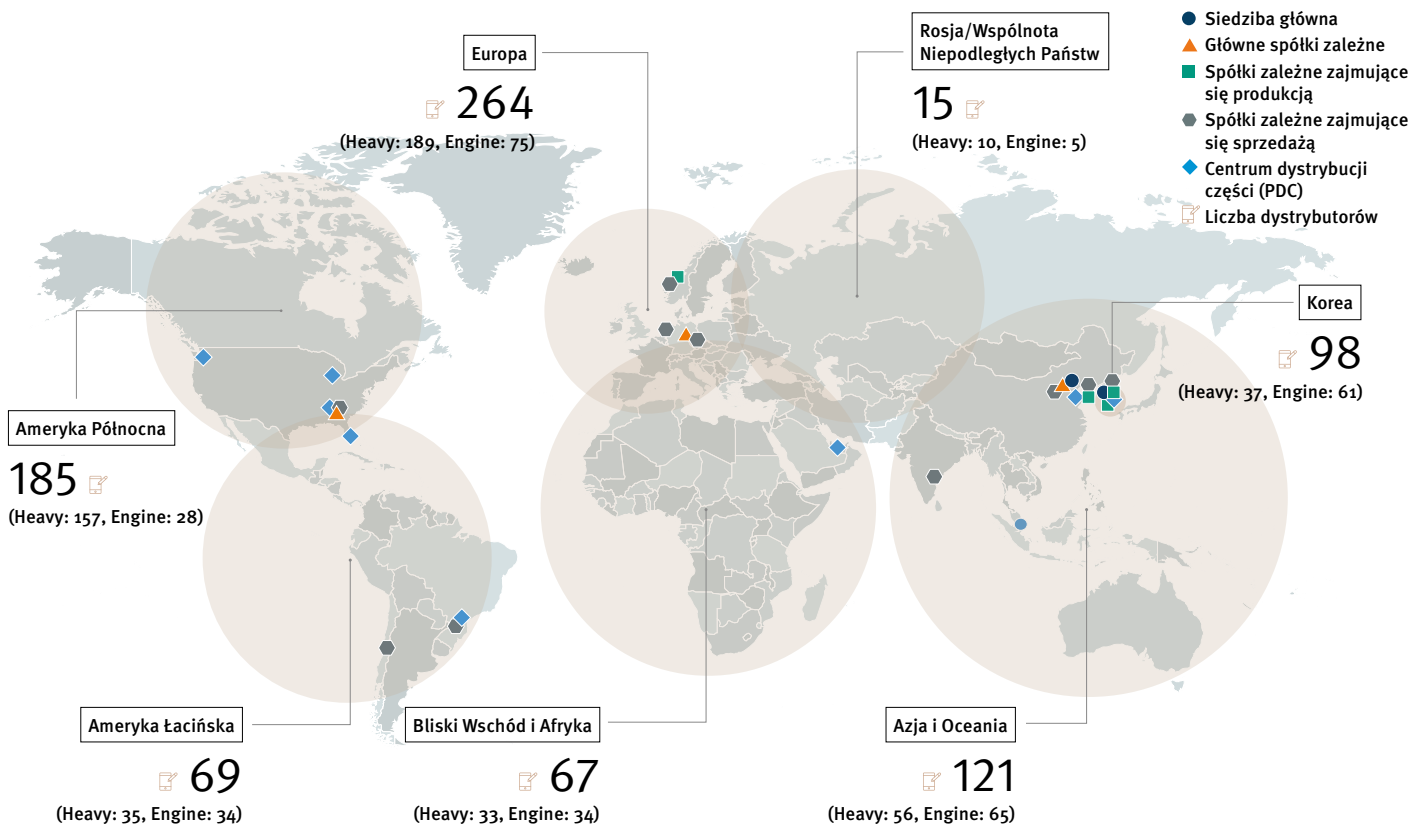 Europa
264
(Heavy: 189, Engine: 75)
Rosja/Wspólnota
Niepodległych Państw
15
(Heavy: 10, Engine: 5)
Siedziba główna
Główne spółki zależne
Spółki zależne zajmujące
się produkcją
Spółki zależne zajmujące
się sprzedażą
Centrum dystrybucji
części (PDC)
Liczba dystrybutorów
Korea
98
(Heavy: 37, Engine: 61)
Ameryka Północna
185
(Heavy: 157, Engine: 28)
Ameryka Łacińska
69
(Heavy: 35, Engine: 34)
Bliski Wschód i Afryka
67
(Heavy: 33, Engine: 34)
Azja i Oceania
121
(Heavy: 56, Engine: 65)